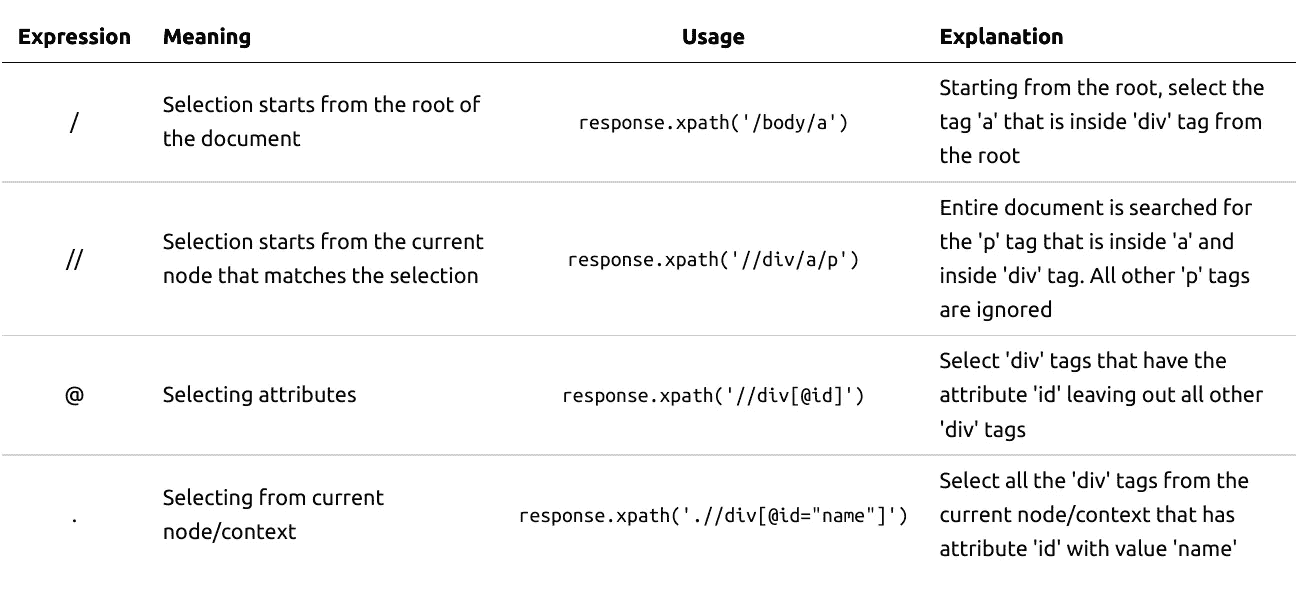 Expression Meaning Usage Explanation
/
Selection starts from the root of
the document
response.xpath('/body/a')
Starting from the root, select the
tag 'a' that is inside 'div' tag from
the root
//
Selection starts from the current
node that matches the selection
response.xpath('//div/a/p')
Entire document is searched for
the 'p' tag that is inside 'a' and
inside 'div' tag. All other 'p' tags
are ignored
@
Selecting attributes
response.xpath('//div[@id]')
Select 'div' tags that have the
attribute 'id' leaving out all other
'div' tags
.
Selecting from current
node/context
response.xpath('.//div[@id="name"]')
Select all the 'div' tags from the
current node/context that has
attribute 'id' with value 'name'